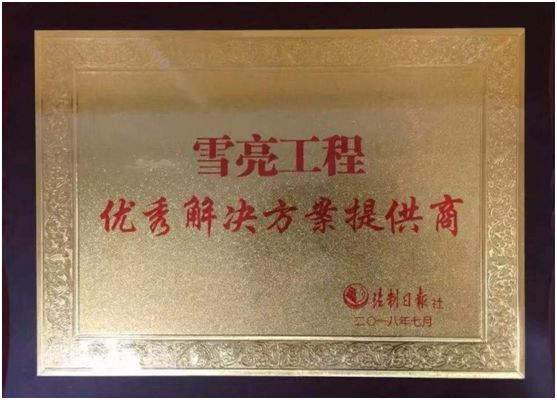 雪亮工程
优秀解决方案提供商
法制日报社
二〇一八年七月